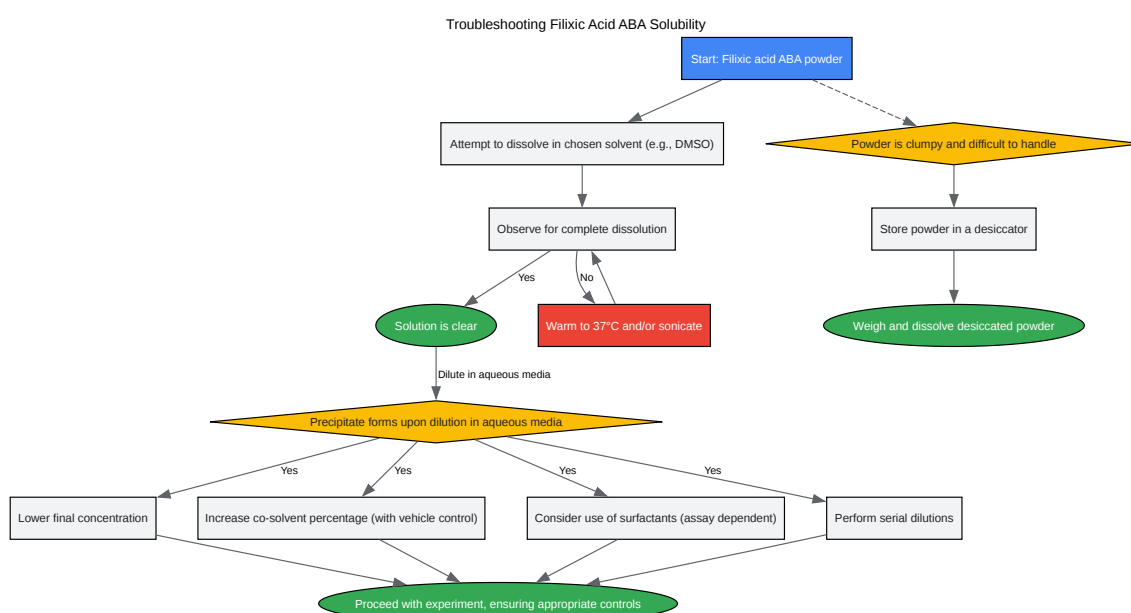 Troubleshooting Filixic Acid ABA Solubility
Start: Filixic acid ABA powder
Attempt to dissolve in chosen solvent (e.g., DMSO)
Powder is clumpy and difficult to handle
Observe for complete dissolution
Store powder in a desiccator
Yes
No
Solution is clear
Warm to 37°C and/or sonicate
Weigh and dissolve desiccated powder
Dilute in aqueous media
Precipitate forms upon dilution in aqueous media
Yes
Yes
Yes
Yes
Lower final concentration
Increase co-solvent percentage (with vehicle control)
Consider use of surfactants (assay dependent)
Perform serial dilutions
Proceed with experiment, ensuring appropriate controls